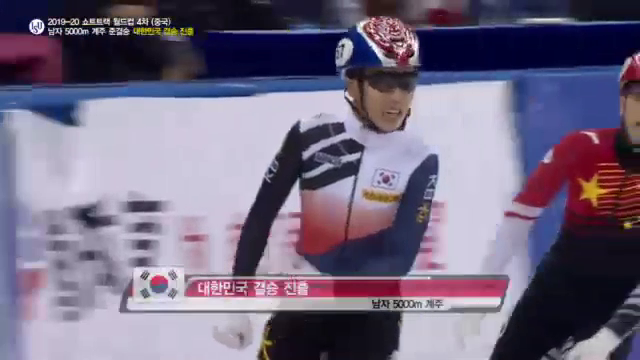 2019-20 쇼트트랙 월드컵 4차 (중국)
남자 5000m 계주 준결승 대한민국 결승 진출
KB
대한민국 결승 진출
남자 5000m 계주